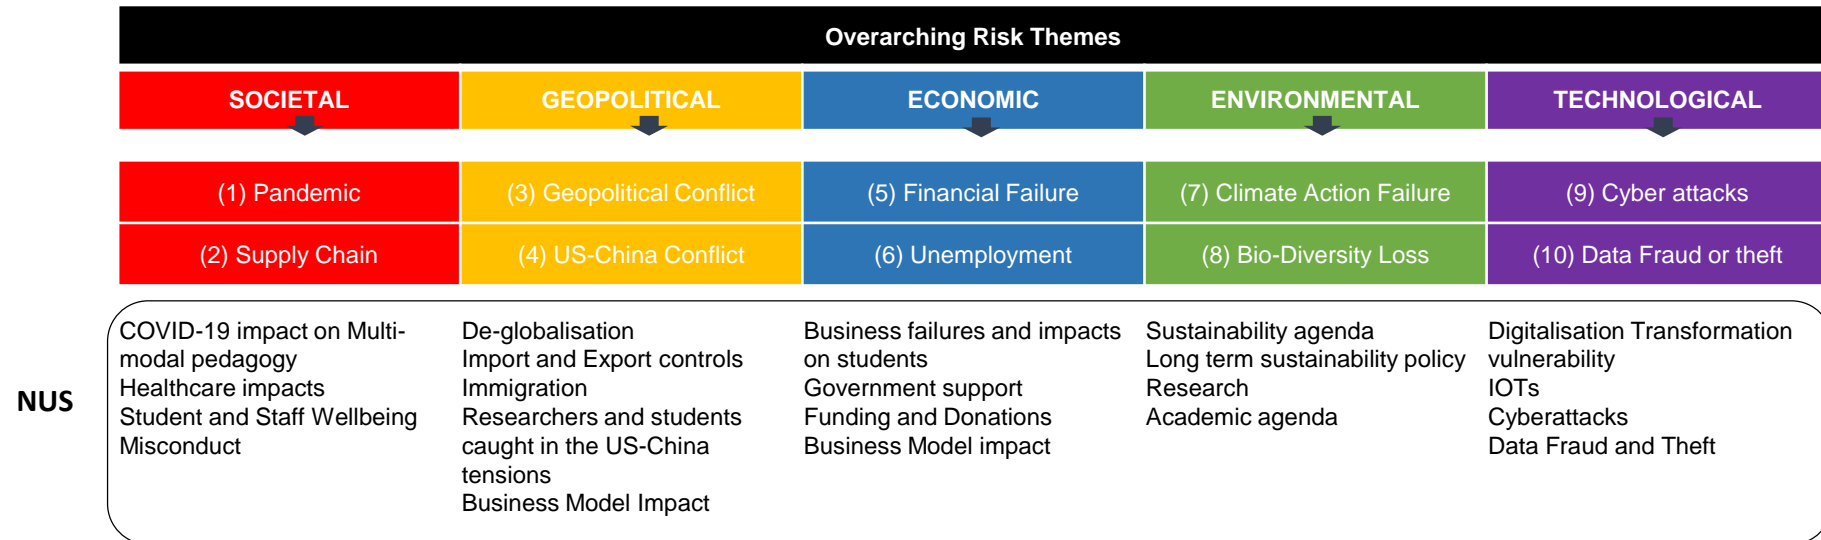 Overarching Risk Themes
SOCIETAL
GEOPOLITICAL
ECONOMIC
ENVIRONMENTAL
TECHNOLOGICAL
(1) Pandemic
(3) Geopolitical Conflict
(5) Financial Failure
(7) Climate Action Failure
(9) Cyber attacks
(2) Supply Chain
(4) US-China Conflict
(6) Unemployment
(8) Bio-Diversity Loss
(10) Data Fraud or theft
NUS
COVID-19 impact on Multi-
modal pedagogy
Healthcare impacts
Student and Staff Wellbeing
Misconduct
De-globalisation
Import and Export controls
Immigration
Researchers and students
caught in the US-China
tensions
Business Model Impact
Business failures and impacts
on students
Government support
Funding and Donations
Business Model impact
Sustainability agenda
Long term sustainability policy
Research
Academic agenda
Digitalisation Transformation
vulnerability
IOTs
Cyberattacks
Data Fraud and Theft